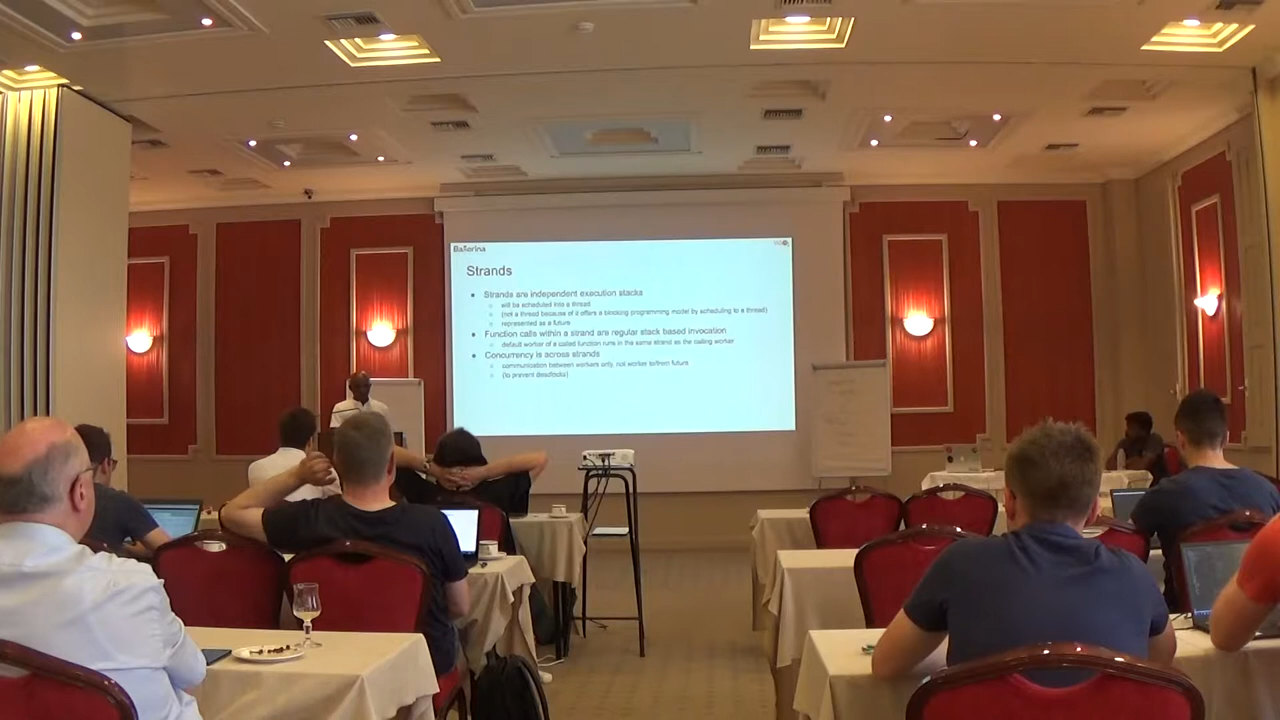 Ballerina
WSO2
Strands
● Strands are independent execution stacks
○ will be scheduled into a thread
○ (not a thread because of it offers a blocking programming model by scheduling to a thread)
○ represented as a future
● Function calls within a strand are regular stack based invocation
○ default worker of a called function runs in the same strand as the calling worker
● Concurrency is across strands
○ communication between workers only, not worker to/from future
○ (to prevent deadlocks)